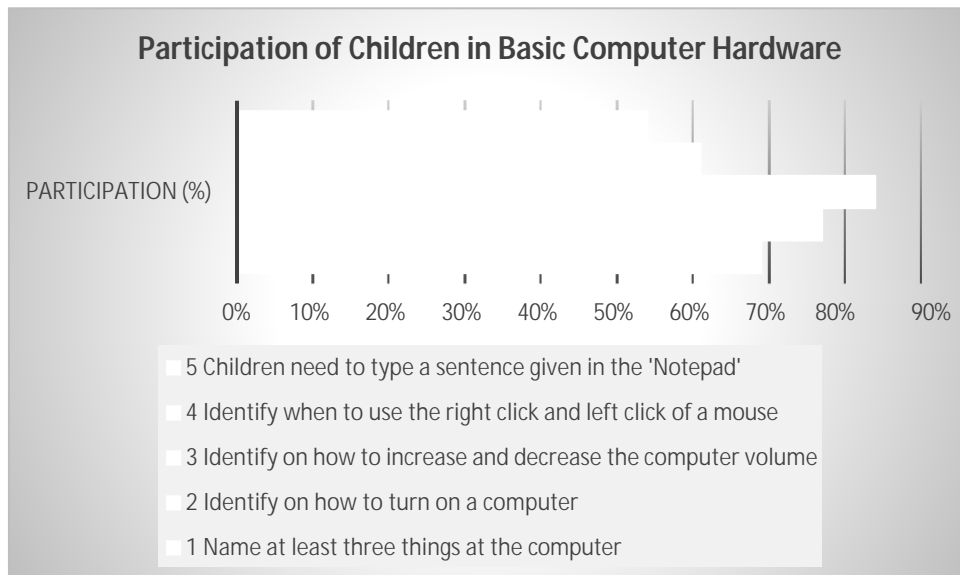 Participation of Children in Basic Computer Hardware
PARTICIPATION (%)
0% 10% 20% 30% 40% 50% 60% 70% 80% 90%
5 Children need to type a sentence given in the 'Notepad'
4 Identify when to use the right click and left click of a mouse
3 Identify on how to increase and decrease the computer volume
2 Identify on how to turn on a computer
1 Name at least three things at the computer